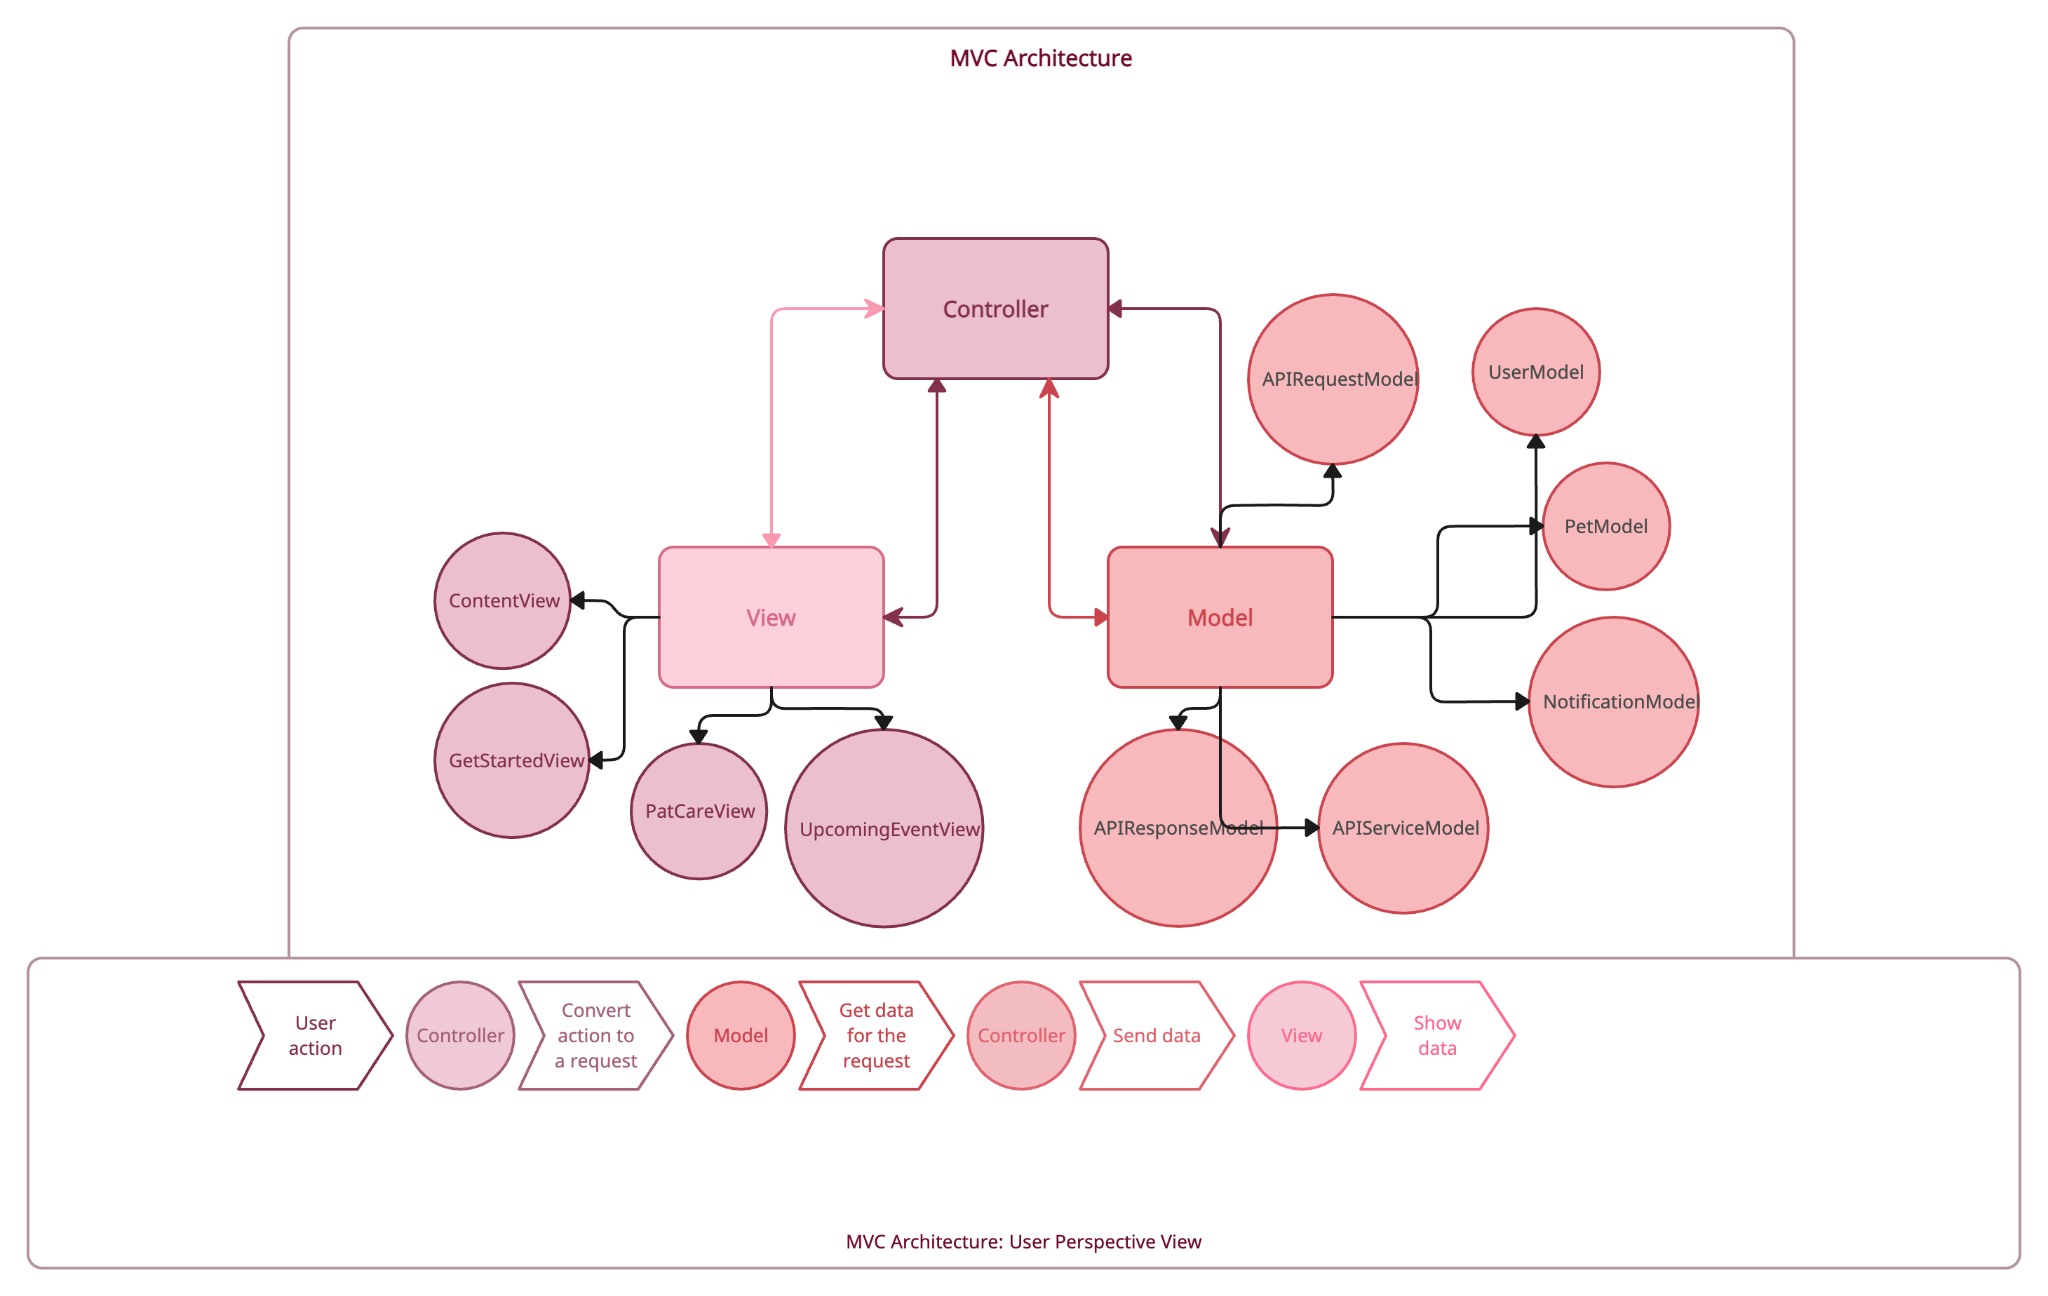 MVC Architecture
Controller
APIRequestModel
UserModel
PetModel
ContentView
View
Model
NotificationModel
GetStartedView
PatCareView
UpcomingEventView
APIResponseModel
APIServiceModel
User
action
Controller
Convert
action to
a request
Model
Get data
for the
request
Controller
Send data
View
Show
data
MVC Architecture: User Perspective View